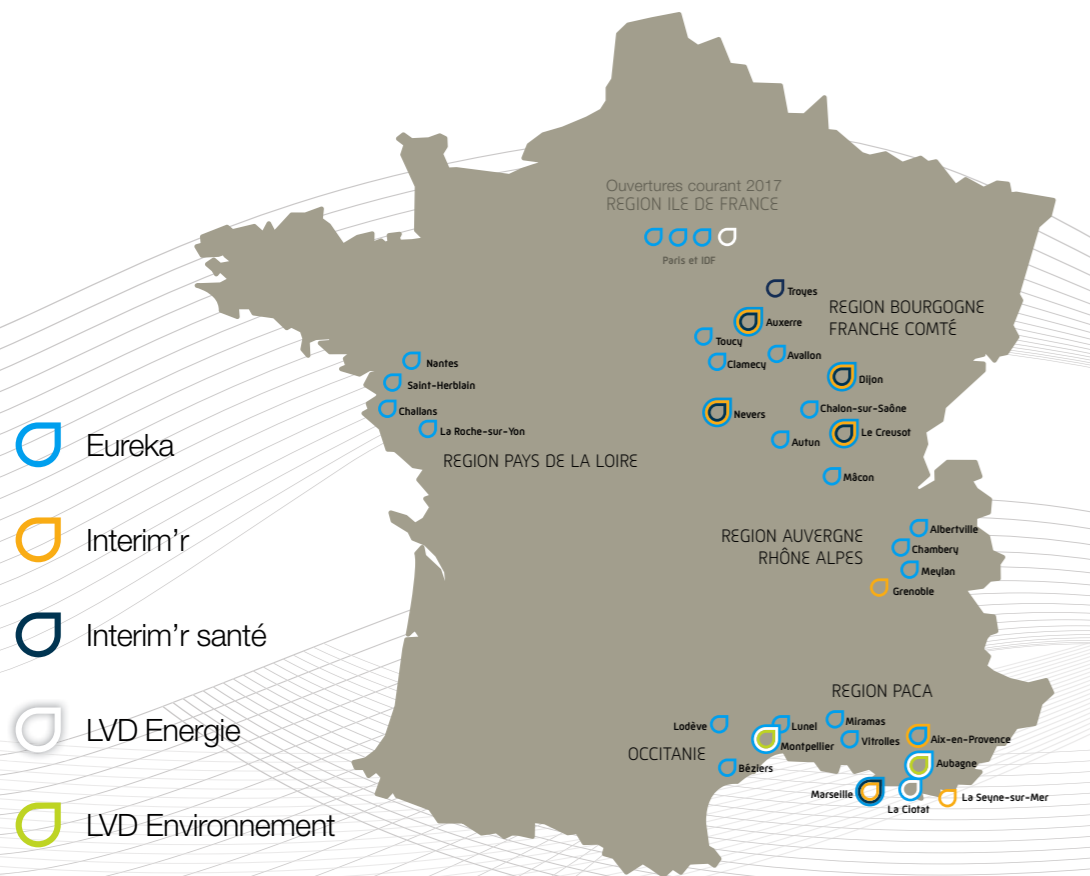 Ouvertures courant 2017
REGION ILE DE FRANCE
Paris et IDF
Troyes
REGION BOURGOGNE
FRANCHE COMTÉ
Auxerre
Toucy
Avallon
Clamecy
Dijon
Chalon-sur-Saône
Nevers
Le Creusot
Autun
Mâcon
Nantes
Saint-Herblain
Challans
La Roche-sur-Yon
REGION PAYS DE LA LOIRE
Eureka
Interim'r
Interim'r santé
LVD Energie
LVD Environnement
REGION AUVERGNE
RHÔNE ALPES
Albertville
Chambery
Meylan
Grenoble
REGION PACA
Miramas
Vitrolles
Aix-en-Provence
Aubagne
Marseille
La Ciotat
La Seyne-sur-Mer
OCCITANIE
Lodève
Lunel
Montpellier
Béziers